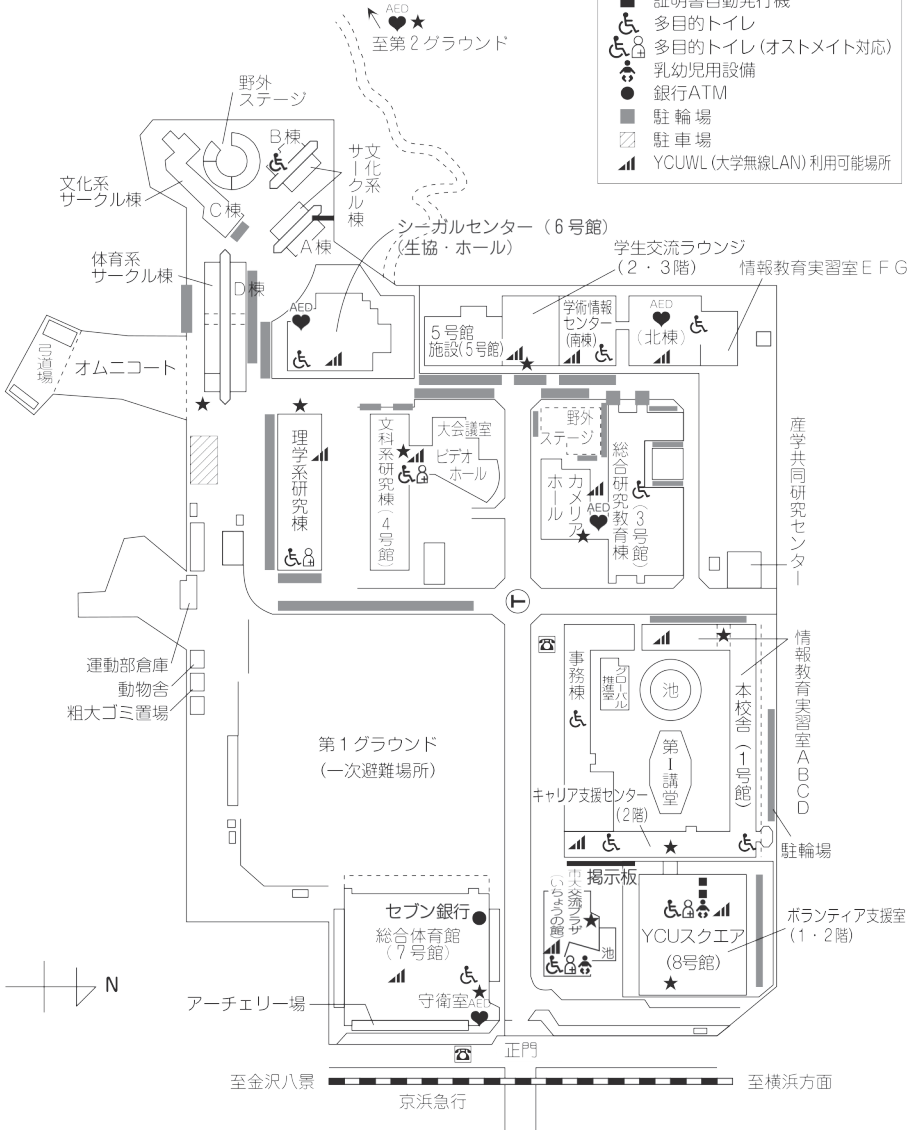 AED
至第2グラウンド
証明書自動発行機
多目的トイレ
多目的トイレ(オストメイト対応)
乳幼児用設備
銀行ATM
駐輪場
駐車場
YCUWL(大学無線LAN)利用可能場所
野外
ステージ
B棟
文化系
サークル棟
文化系
サークル棟
C棟
A棟
シーガルセンター(6号館)
(生協・ホール)
体育系
サークル棟
D棟
AED
学生交流ラウンジ
(2・3階)
情報教育実習室EFG
5号館
施設(5号館)
学術情報
センター
(南棟)
AED
(北棟)
弓道場
オムニコート
理学系研究棟
文科系研究棟(4号館)
大会議室
ビデオ
ホール
野外
ステージ
カメリア
ホール
AED
総合研究教育棟
(3号館)
産学共同研究センター
T
運動部倉庫
動物舎
粗大ゴミ置場
第1グラウンド
(一次避難場所)
事務棟
グローバル
推進室
池
第I講堂
本校舎(1号館)
情報教育実習室ABCD
キャリア支援センター
(2階)
駐輪場
掲示板
市大交流プラザ
(いちょうの館)
池
YCUスクエア
(8号館)
ボランティア支援室
(1・2階)
セブン銀行
総合体育館
(7号館)
守衛室
AED
アーチェリー場
N
正門
至金沢八景
至横浜方面
京浜急行